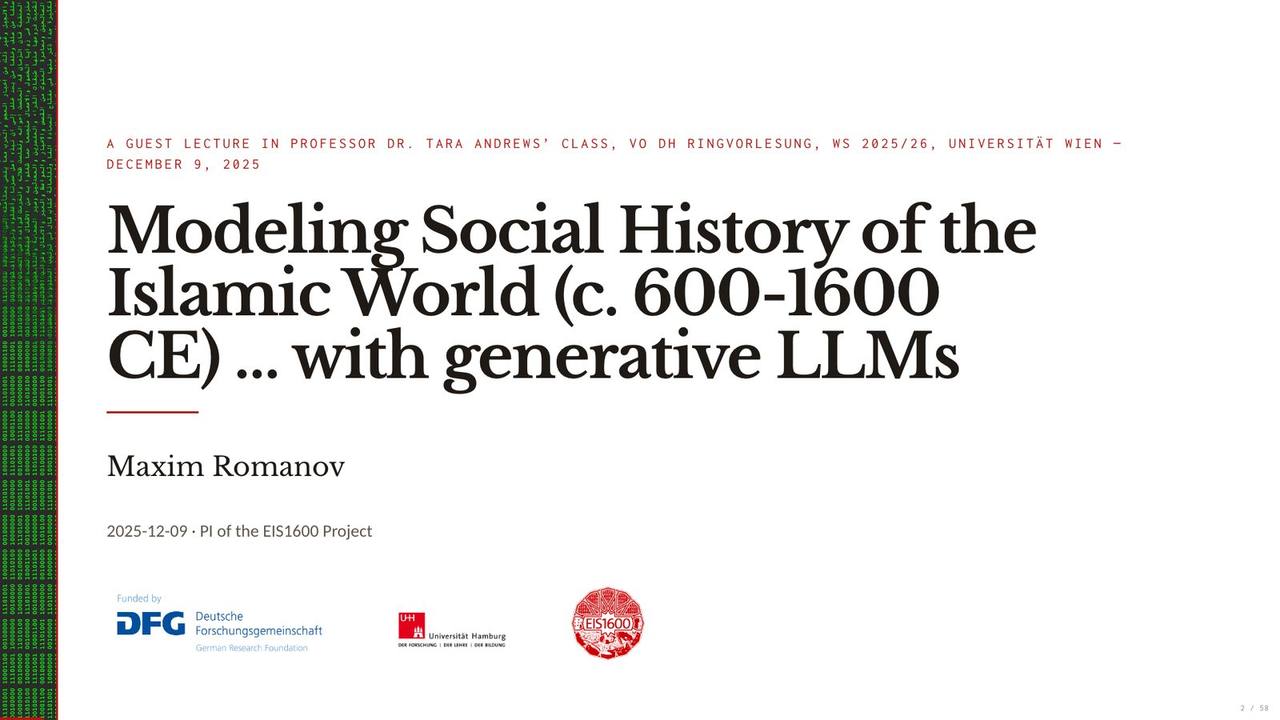 A GUEST LECTURE IN PROFESSOR DR. TARA ANDREWS’ CLASS, VO DH RINGVORLESUNG, WS 2025/26, UNIVERSITÄT WIEN —
DECEMBER 9, 2025
Modeling Social History of the
Islamic World (c. 600-1600
CE) ... with generative LLMs
Maxim Romanov
2025-12-09 · PI of the EIS1600 Project
Funded by
DFG Deutsche
Forschungsgemeinschaft
German Research Foundation
UH
Universität Hamburg
DER FORSCHUNG | DER LEHRE | DER BILDUNG
EIS1600
2 / 58